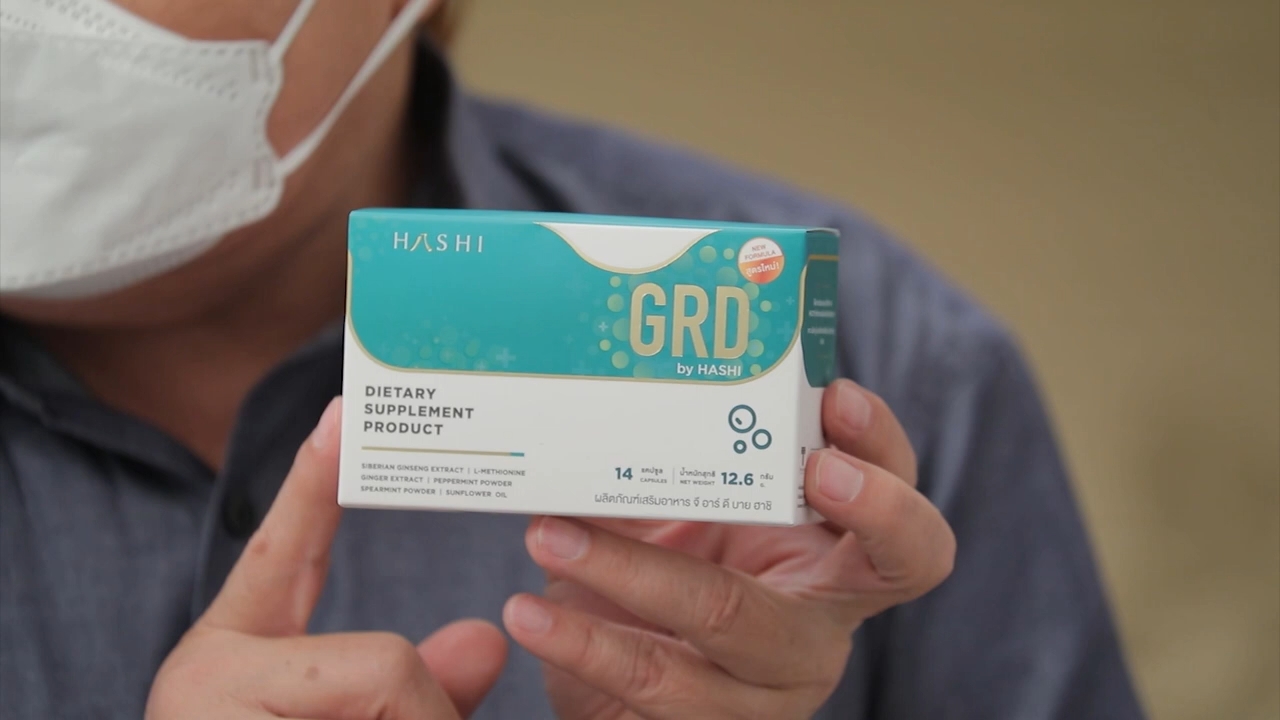 HASHI
NEW
FORMULA
สูตรใหม่!
GRD
by HASHI
DIETARY
SUPPLEMENT
PRODUCT
SIBERIAN GINSENG EXTRACT | L-METHIONINE
GINGER EXTRACT | PEPPERMINT POWDER
SPEARMINT POWDER | SUNFLOWER OIL
14 แคปซูล CAPSULES | น้ำหนักสุทธิ NET WEIGHT 12.6 กรัม g.
ผลิตภัณฑ์เสริมอาหาร จี อาร์ ดี บาย ฮาชิ